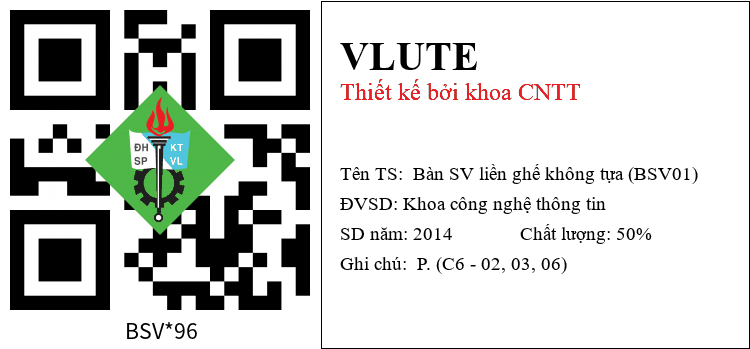 ĐH KT
SP VL
BSV*96
VLUTE
Thiết kế bởi khoa CNTT
Tên TS: Bàn SV liền ghế không tựa (BSV01)
ĐVSD: Khoa công nghệ thông tin
SD năm: 2014 Chất lượng: 50%
Ghi chú: P. (C6 - 02, 03, 06)